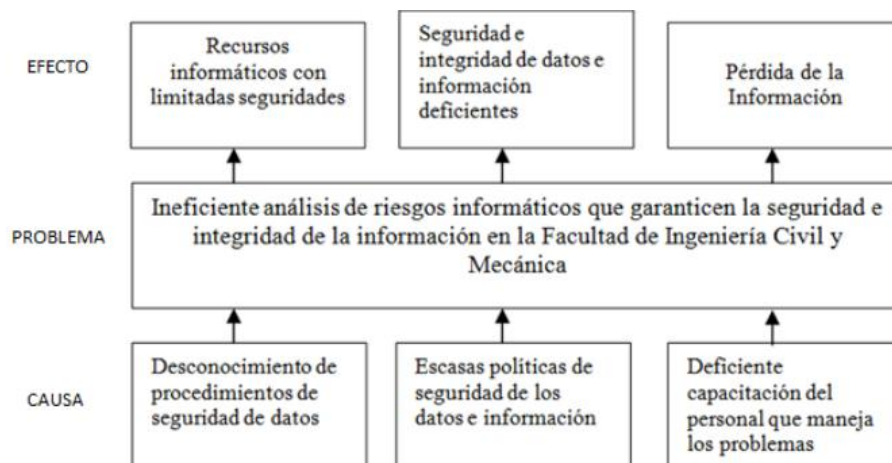 EFECTO
Recursos
informáticos con
limitadas seguridades
Seguridad e
integridad de datos e
información
deficientes
Pérdida de la
Información
PROBLEMA
Ineficiente análisis de riesgos informáticos que garanticen la seguridad e
integridad de la información en la Facultad de Ingeniería Civil y
Mecánica
CAUSA
Desconocimiento de
procedimientos de
seguridad de datos
Escasas políticas de
seguridad de los
datos e información
Deficiente
capacitación del
personal que maneja
los problemas